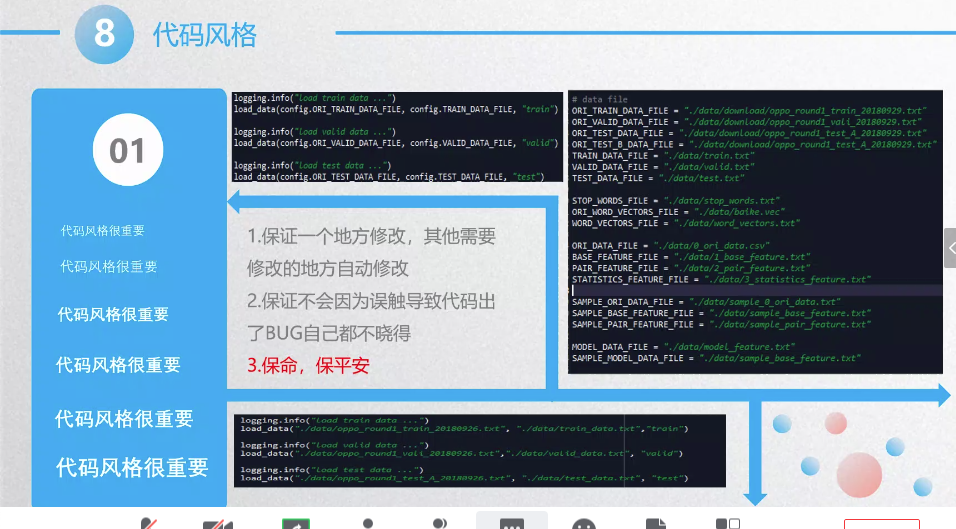 8
代码风格
01
代码风格很重要
代码风格很重要
代码风格很重要
代码风格很重要
代码风格很重要
代码风格很重要
logging.info("load train data ...")
load_data(config.ORI_TRAIN_DATA_FILE, config.TRAIN_DATA_FILE, "train")
logging.info("load valid data ...")
load_data(config.ORI_VALID_DATA_FILE, config.VALID_DATA_FILE, "valid")
logging.info("load test data ...")
load_data(config.ORI_TEST_DATA_FILE, config.TEST_DATA_FILE, "test")
1.保证一个地方修改，其他需要
修改的地方自动修改
2.保证不会因为误触导致代码出
了BUG自己都不晓得
3.保命，保平安
# data file
ORI_TRAIN_DATA_FILE = "./data/download/oppo_round1_train_20180929.txt"
ORI_VALID_DATA_FILE = "./data/download/oppo_round1_vali_20180929.txt"
ORI_TEST_DATA_FILE = "./data/download/oppo_round1_test_A_20180929.txt"
ORI_TEST_B_DATA_FILE = "./data/download/oppo_round1_test_A_20180929.txt"
TRAIN_DATA_FILE = "./data/train.txt"
VALID_DATA_FILE = "./data/valid.txt"
TEST_DATA_FILE = "./data/test.txt"
STOP_WORDS_FILE = "./data/stop_words.txt"
ORI_WORD_VECTORS_FILE = "./data/baike.vec"
WORD_VECTORS_FILE = "./data/word_vectors.txt"
ORI_DATA_FILE = "./data/0_ori_data.csv"
BASE_FEATURE_FILE = "./data/1_base_feature.txt"
PAIR_FEATURE_FILE = "./data/2_pair_feature.txt"
STATISTICS_FEATURE_FILE = "./data/3_statistics_feature.txt"
SAMPLE_ORI_DATA_FILE = "./data/sample_0_ori_data.txt"
SAMPLE_BASE_FEATURE_FILE = "./data/sample_base_feature.txt"
SAMPLE_PAIR_FEATURE_FILE = "./data/sample_pair_feature.txt"
MODEL_DATA_FILE = "./data/model_feature.txt"
SAMPLE_MODEL_DATA_FILE = "./data/sample_base_feature.txt"
logging.info("load train data ...")
load_data("./data/oppo_round1_train_20180926.txt", "./data/train_data.txt","train")
logging.info("load valid data ...")
load_data("./data/oppo_round1_vali_20180926.txt","./data/valid_data.txt", "valid")
logging.info("load test data ...")
load_data("./data/oppo_round1_test_A_20180926.txt", "./data/test_data.txt", "test")